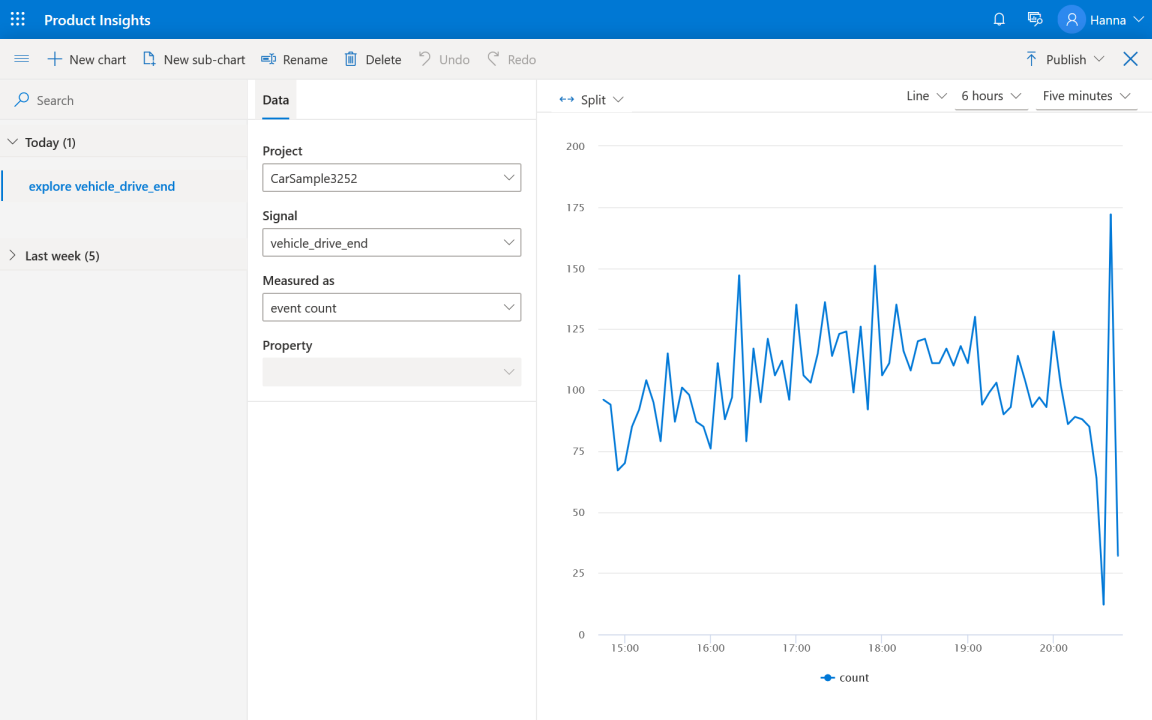 Product Insights
Hanna
New chart
New sub-chart
Rename
Delete
Undo
Redo
Publish
Search
Today (1)
explore vehicle_drive_end
Last week (5)
Data
Project
CarSample3252
Signal
vehicle_drive_end
Measured as
event count
Property
Split
Line
6 hours
Five minutes
200
175
150
125
100
75
50
25
0
15:00
16:00
17:00
18:00
19:00
20:00
count